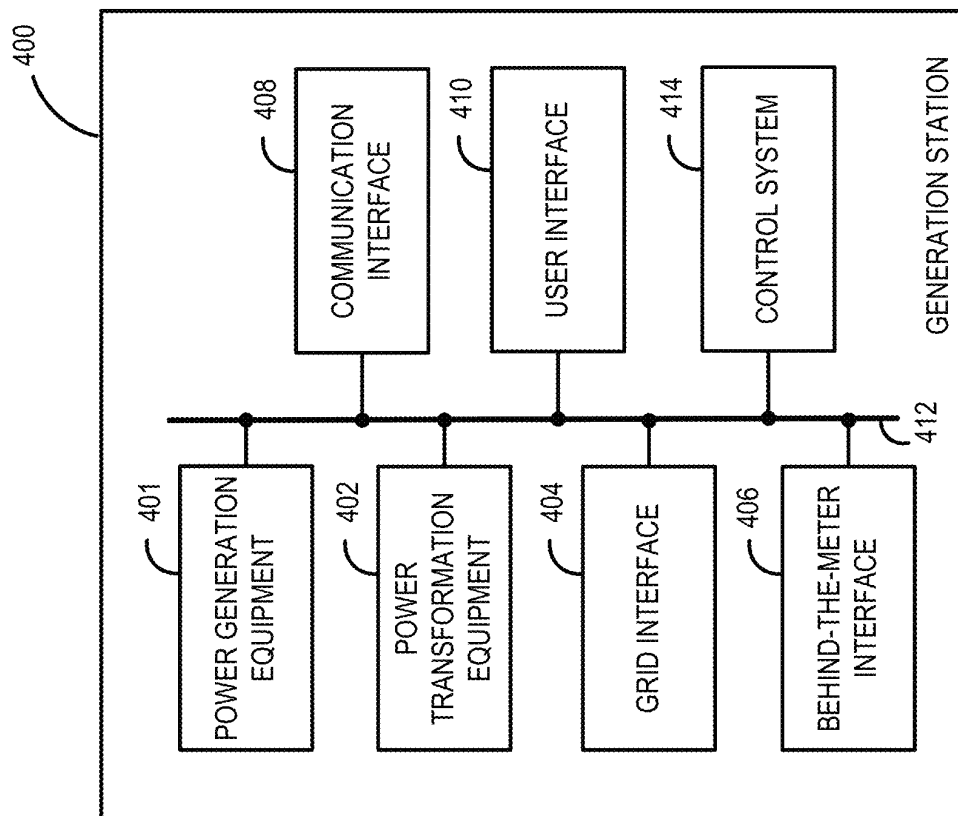 400
401
POWER GENERATION
EQUIPMENT
402
POWER
TRANSFORMATION
EQUIPMENT
404
GRID INTERFACE
406
BEHIND-THE-METER
INTERFACE
408
COMMUNICATION
INTERFACE
410
USER INTERFACE
414
CONTROL SYSTEM
412
GENERATION STATION